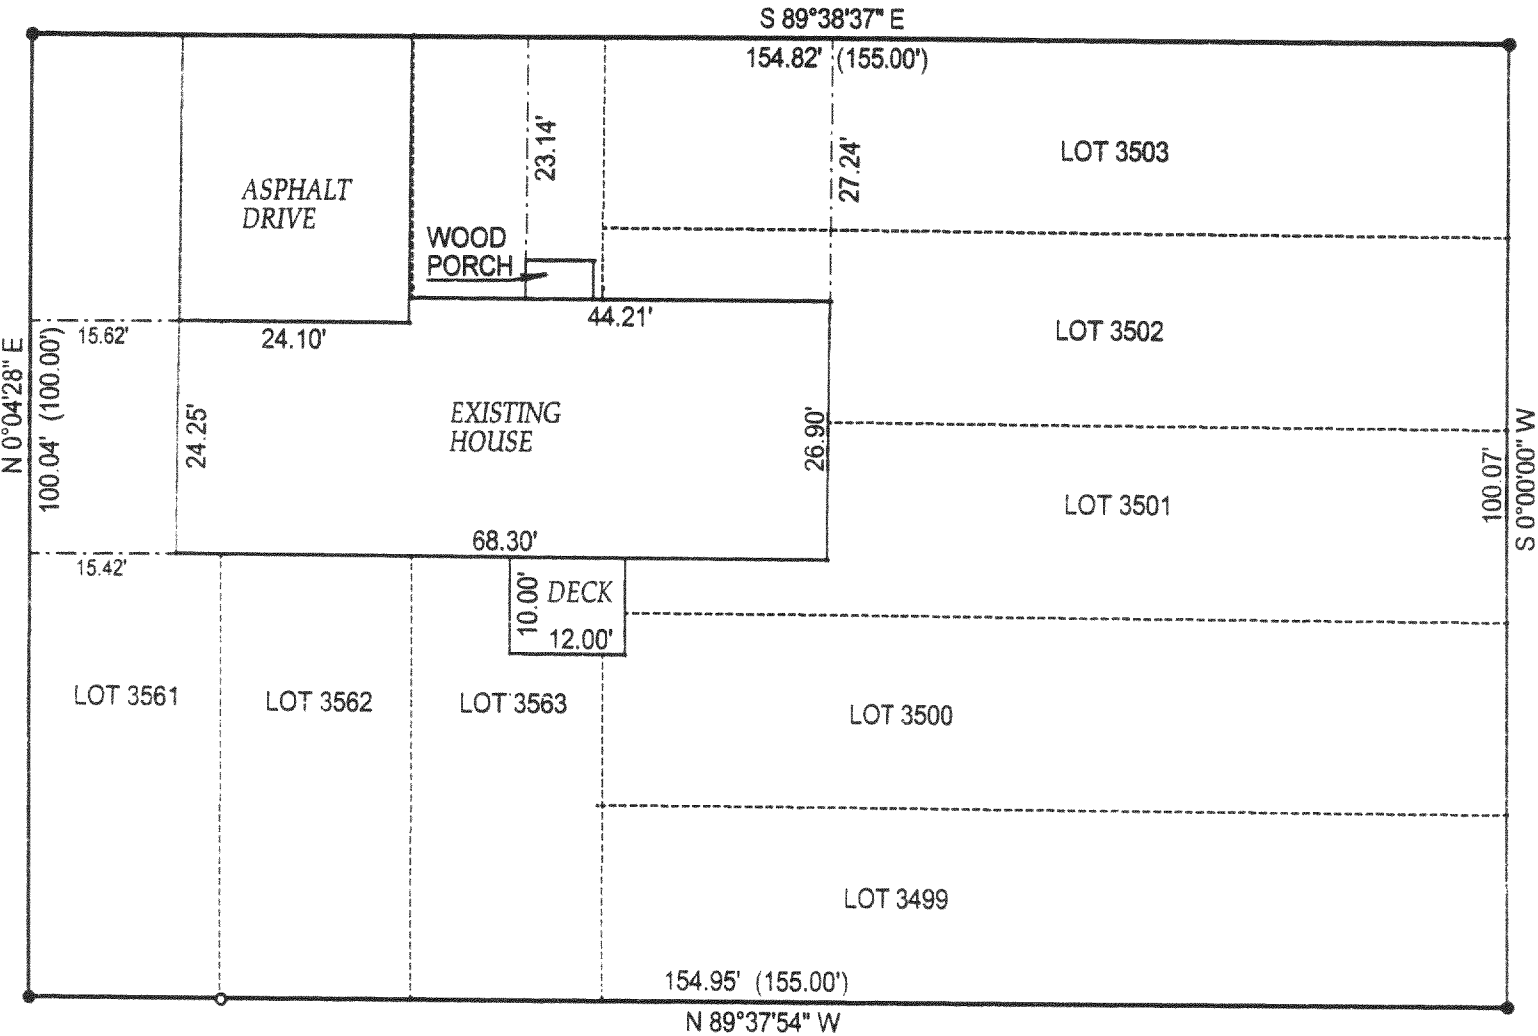 S 89°38'37" E
154.82' (155.00')
23.14'
27.24'
LOT 3503
ASPHALT
DRIVE
WOOD
PORCH
44.21'
LOT 3502
15.62'
24.10'
N 0°04'28" E
100.04' (100.00')
24.25'
EXISTING
HOUSE
26.90'
100.07'
S 0°00'00" W
LOT 3501
68.30'
15.42'
10.00'
DECK
12.00'
LOT 3561
LOT 3562
LOT 3563
LOT 3500
LOT 3499
154.95' (155.00')
N 89°37'54" W